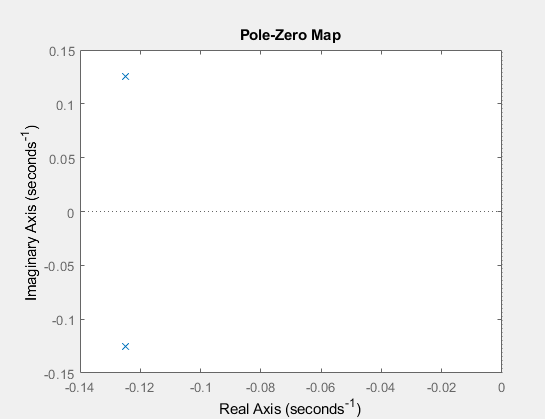 Pole-Zero Map
0.15
0.1
0.05
0
-0.05
-0.1
-0.15
-0.14 -0.12 -0.1 -0.08 -0.06 -0.04 -0.02 0
Imaginary Axis (seconds⁻¹)
Real Axis (seconds⁻¹)